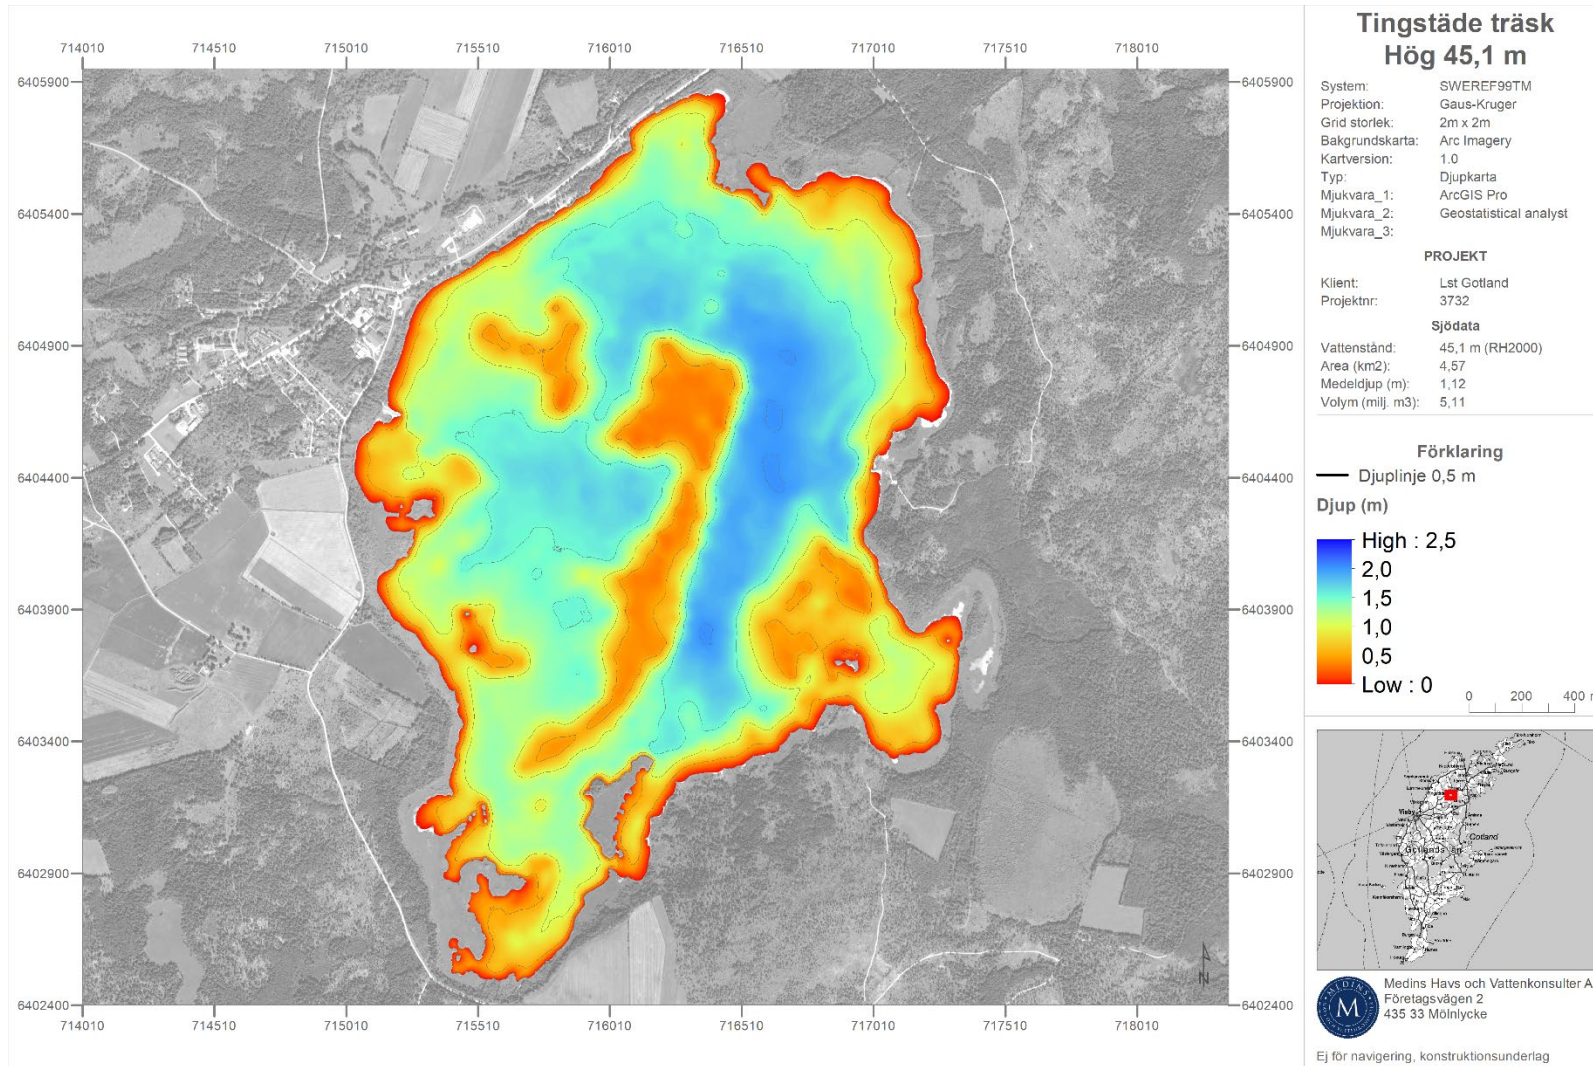 Tingstäde träsk
Hög 45,1 m
System: SWEREF99TM
Projektion: Gaus-Kruger
Grid storlek: 2m x 2m
Bakgrundskarta: Arc Imagery
Kartversion: 1.0
Typ: Djupkarta
Mjukvara_1: ArcGIS Pro
Mjukvara_2: Geostatistical analyst
Mjukvara_3:
PROJEKT
Klient: Lst Gotland
Projektnr: 3732
Sjödata
Vattenstånd: 45,1 m (RH2000)
Area (km2): 4,57
Medeldjup (m): 1,12
Volym (milj. m3): 5,11
Förklaring
Djuplinje 0,5 m
Djup (m)
High : 2,5
2,0
1,5
1,0
0,5
Low : 0
0 200 400 m
714010 714510 715010 715510 716010 716510 717010 717510 718010
6405900 6405900
6405400 6405400
6404900 6404900
6404400 6404400
6403900 6403900
6403400 6403400
6402900 6402900
6402400 6402400
714010 714510 715010 715510 716010 716510 717010 717510 718010
N
Visby
Gotland
Gotlands län
MEDINS
M
Medins Havs och Vattenkonsulter A
Företagsvägen 2
435 33 Mölnlycke
Ej för navigering, konstruktionsunderlag